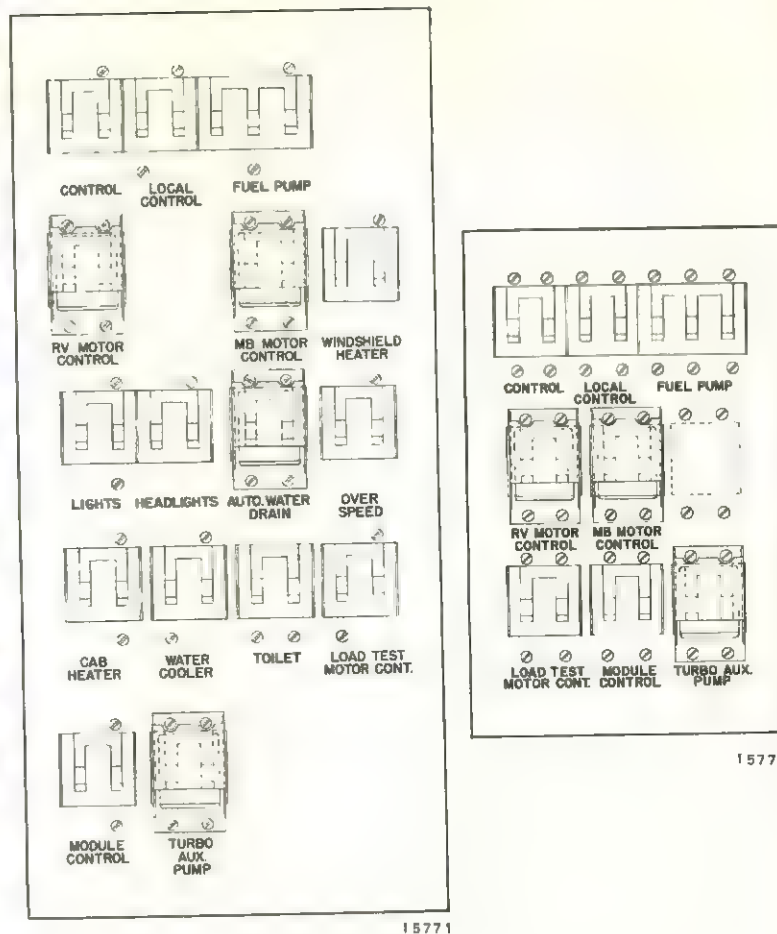 CONTROL LOCAL CONTROL FUEL PUMP
RV MOTOR CONTROL MB MOTOR CONTROL WINDSHIELD HEATER
LIGHTS HEADLIGHTS AUTO. WATER DRAIN OVER SPEED
CAB HEATER WATER COOLER TOILET LOAD TEST MOTOR CONT.
MODULE CONTROL TURBO AUX. PUMP
15771
CONTROL LOCAL CONTROL FUEL PUMP
RV MOTOR CONTROL MB MOTOR CONTROL
LOAD TEST MOTOR CONT. MODULE CONTROL TURBO AUX. PUMP
1577